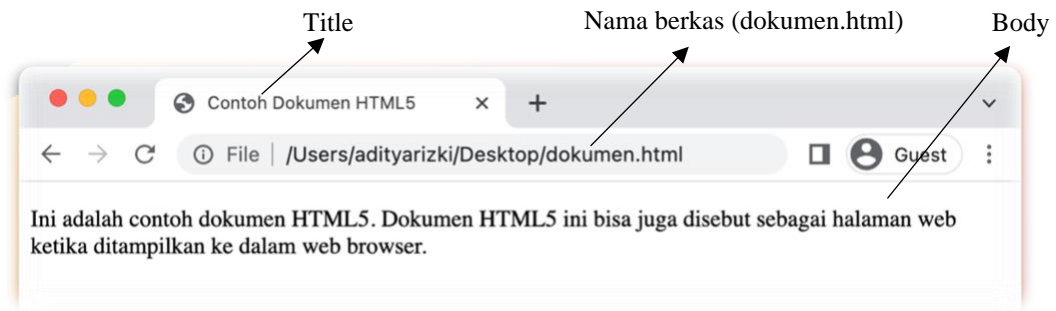 Title
Nama berkas (dokumen.html)
Body
Contoh Dokumen HTML5
File | /Users/adityarizki/Desktop/dokumen.html
Guest
Ini adalah contoh dokumen HTML5. Dokumen HTML5 ini bisa juga disebut sebagai halaman web
ketika ditampilkan ke dalam web browser.